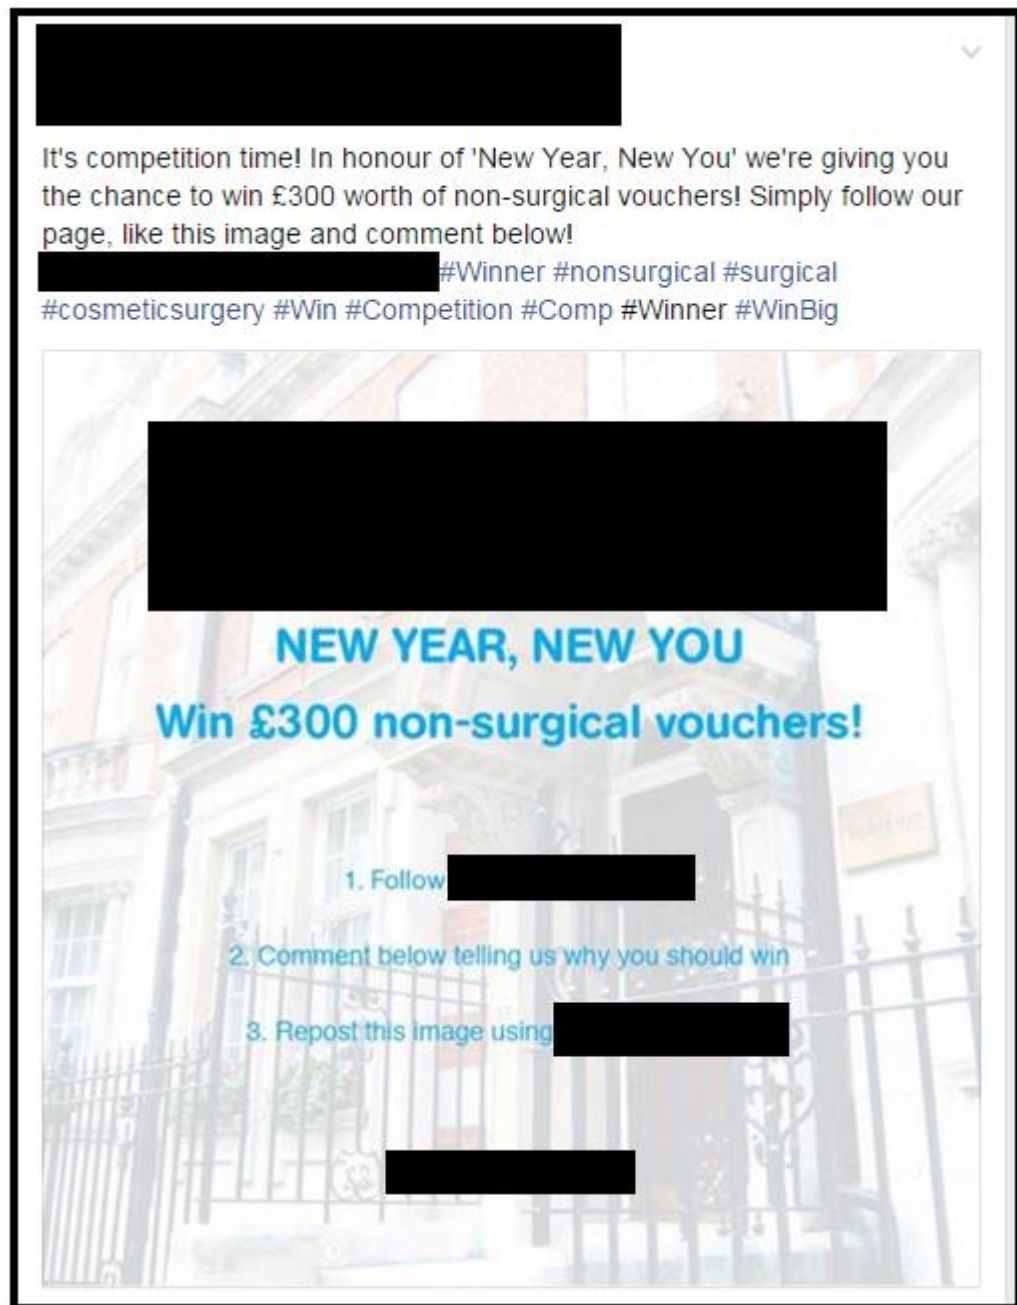 It's competition time! In honour of 'New Year, New You' we're giving you
the chance to win £300 worth of non-surgical vouchers! Simply follow our
page, like this image and comment below!
#Winner #nonsurgical #surgical
#cosmeticsurgery #Win #Competition #Comp #Winner #WinBig
NEW YEAR, NEW YOU
Win £300 non-surgical vouchers!
1. Follow
2. Comment below telling us why you should win
3. Repost this image using